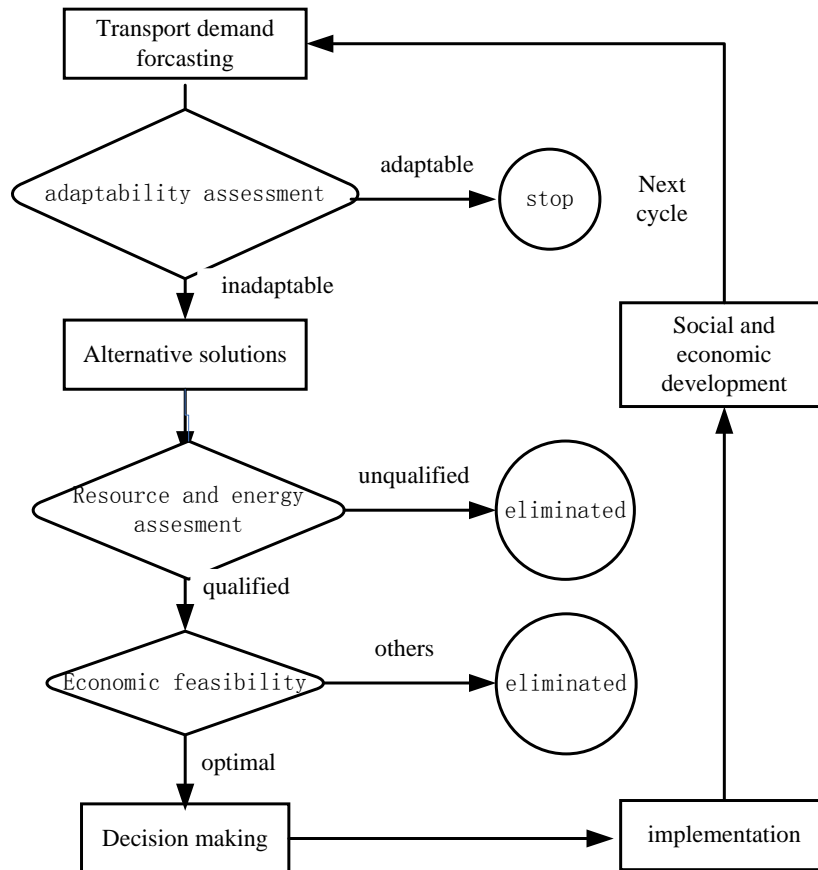 Transport demand
forcasting
adaptability assessment
adaptable
stop
Next
cycle
inadaptable
Alternative solutions
Social and
economic
development
Resource and energy
assesment
unqualified
eliminated
qualified
Economic feasibility
others
eliminated
optimal
Decision making
implementation